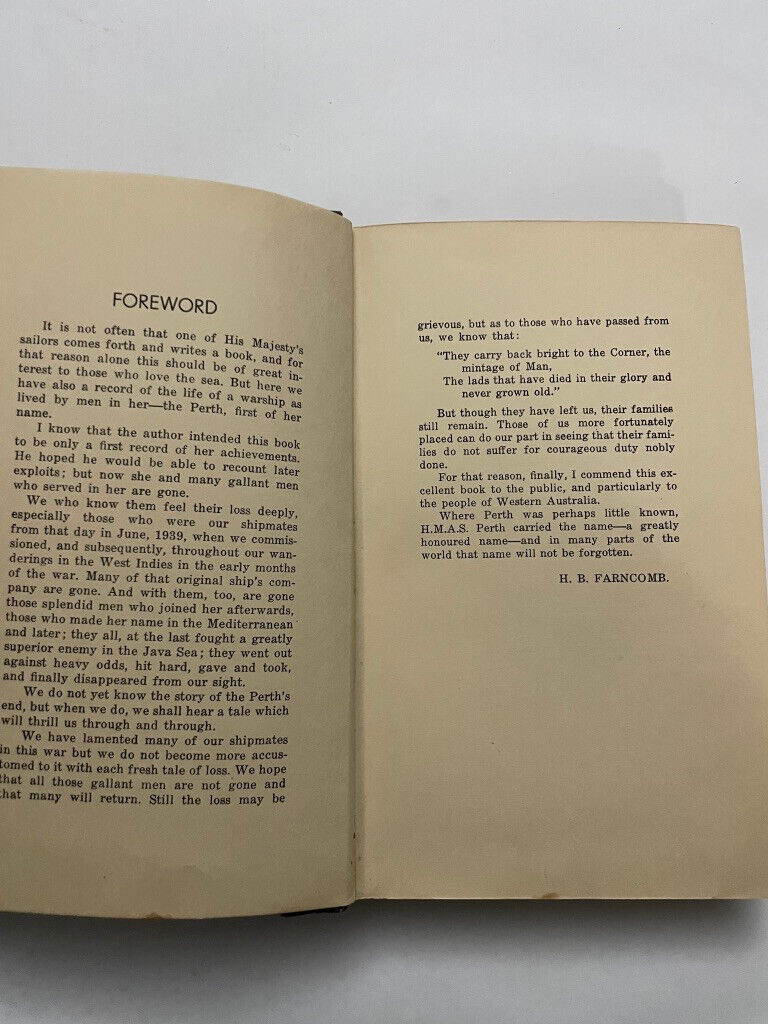 FOREWORD
It is not often that one of His Majesty's
sailors comes forth and writes a book, and for
that reason alone this should be of great in-
terest to those who love the sea. But here we
have also a record of the life of a warship as
lived by men in her—the Perth, first of her
name.
I know that the author intended this book
to be only a first record of her achievements.
He hoped he would be able to recount later
exploits; but now she and many gallant men
who served in her are gone.
We who know them feel their loss deeply,
especially those who were our shipmates
from that day in June, 1939, when we commis-
sioned, and subsequently, throughout our wan-
derings in the West Indies in the early months
of the war. Many of that original ship's com-
pany are gone. And with them, too, are gone
those splendid men who joined her afterwards,
those who made her name in the Mediterranean
and later; they all, at the last fought a greatly
superior enemy in the Java Sea; they went out
against heavy odds, hit hard, gave and took,
and finally disappeared from our sight.
We do not yet know the story of the Perth's
end, but when we do, we shall hear a tale which
will thrill us through and through.
We have lamented many of our shipmates
in this war but we do not become more accus-
tomed to it with each fresh tale of loss. We hope
that all those gallant men are not gone and
that many will return. Still the loss may be
grievous, but as to those who have passed from
us, we know that:
"They carry back bright to the Corner, the
mintage of Man,
The lads that have died in their glory and
never grown old."
But though they have left us, their families
still remain. Those of us more fortunately
placed can do our part in seeing that their fami-
lies do not suffer for courageous duty nobly
done.
For that reason, finally, I commend this ex-
cellent book to the public, and particularly to
the people of Western Australia.
Where Perth was perhaps little known,
H.M.A.S. Perth carried the name—a greatly
honoured name—and in many parts of the
world that name will not be forgotten.
H. B. FARNCOMB.